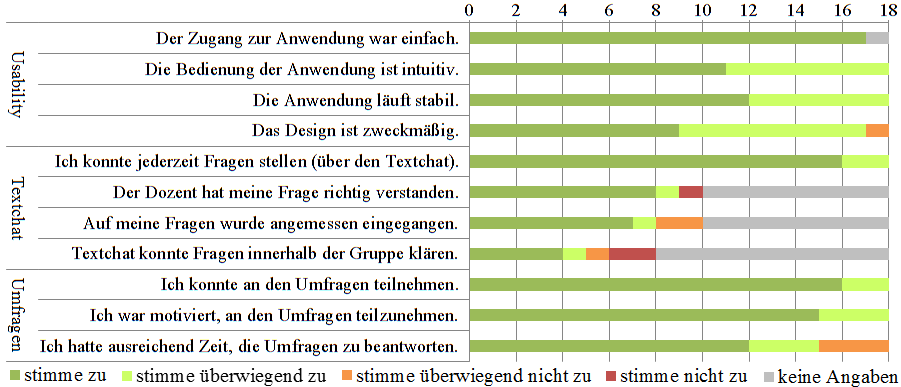 0 2 4 6 8 10 12 14 16 18
Usability
Der Zugang zur Anwendung war einfach.
Die Bedienung der Anwendung ist intuitiv.
Die Anwendung läuft stabil.
Das Design ist zweckmäßig.
Textchat
Ich konnte jederzeit Fragen stellen (über den Textchat).
Der Dozent hat meine Frage richtig verstanden.
Auf meine Fragen wurde angemessen eingegangen.
Textchat konnte Fragen innerhalb der Gruppe klären.
Umfragen
Ich konnte an den Umfragen teilnehmen.
Ich war motiviert, an den Umfragen teilzunehmen.
Ich hatte ausreichend Zeit, die Umfragen zu beantworten.
stimme zu stimme überwiegend zu stimme überwiegend nicht zu stimme nicht zu keine Angaben